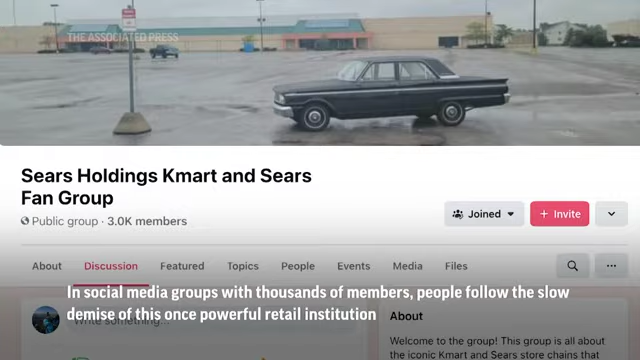 THE ASSOCIATED PRESS
Sears Holdings Kmart and Sears
Fan Group
Public group · 3.0K members
Joined
+ Invite
About
Discussion
Featured
Topics
People
Events
Media
Files
In social media groups with thousands of members, people follow the slow
demise of this once powerful retail institution
Write something...
About
Welcome to the group! This group is all about
the iconic Kmart and Sears store chains that